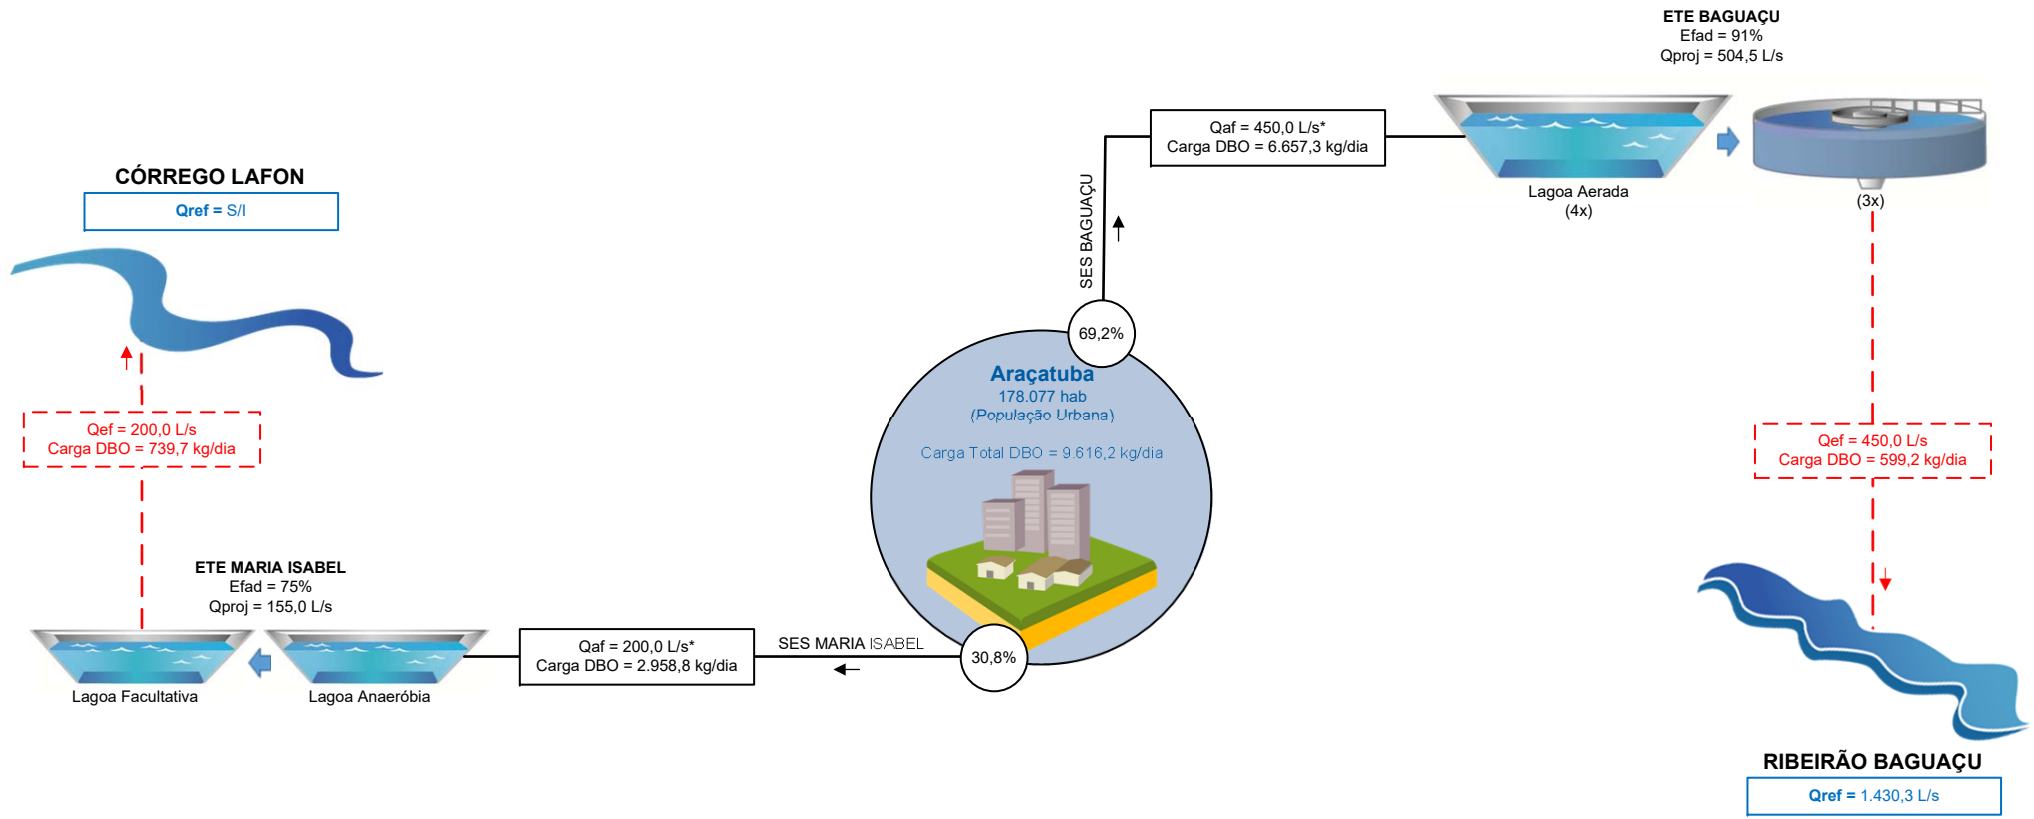 ETE BAGUAÇU
Efad = 91%
Qproj = 504,5 L/s
Qaf = 450,0 L/s*
Carga DBO = 6.657,3 kg/dia
Lagoa Aerada
(4x)
(3x)
SES BAGUAÇU
CÓRREGO LAFON
Qref = S/I
69,2%
Araçatuba
178.077 hab
(População Urbana)
Carga Total DBO = 9.616,2 kg/dia
Qef = 200,0 L/s
Carga DBO = 739,7 kg/dia
Qef = 450,0 L/s
Carga DBO = 599,2 kg/dia
ETE MARIA ISABEL
Efad = 75%
Qproj = 155,0 L/s
Lagoa Facultativa
Lagoa Anaeróbia
Qaf = 200,0 L/s*
Carga DBO = 2.958,8 kg/dia
SES MARIA ISABEL
30,8%
RIBEIRÃO BAGUAÇU
Qref = 1.430,3 L/s